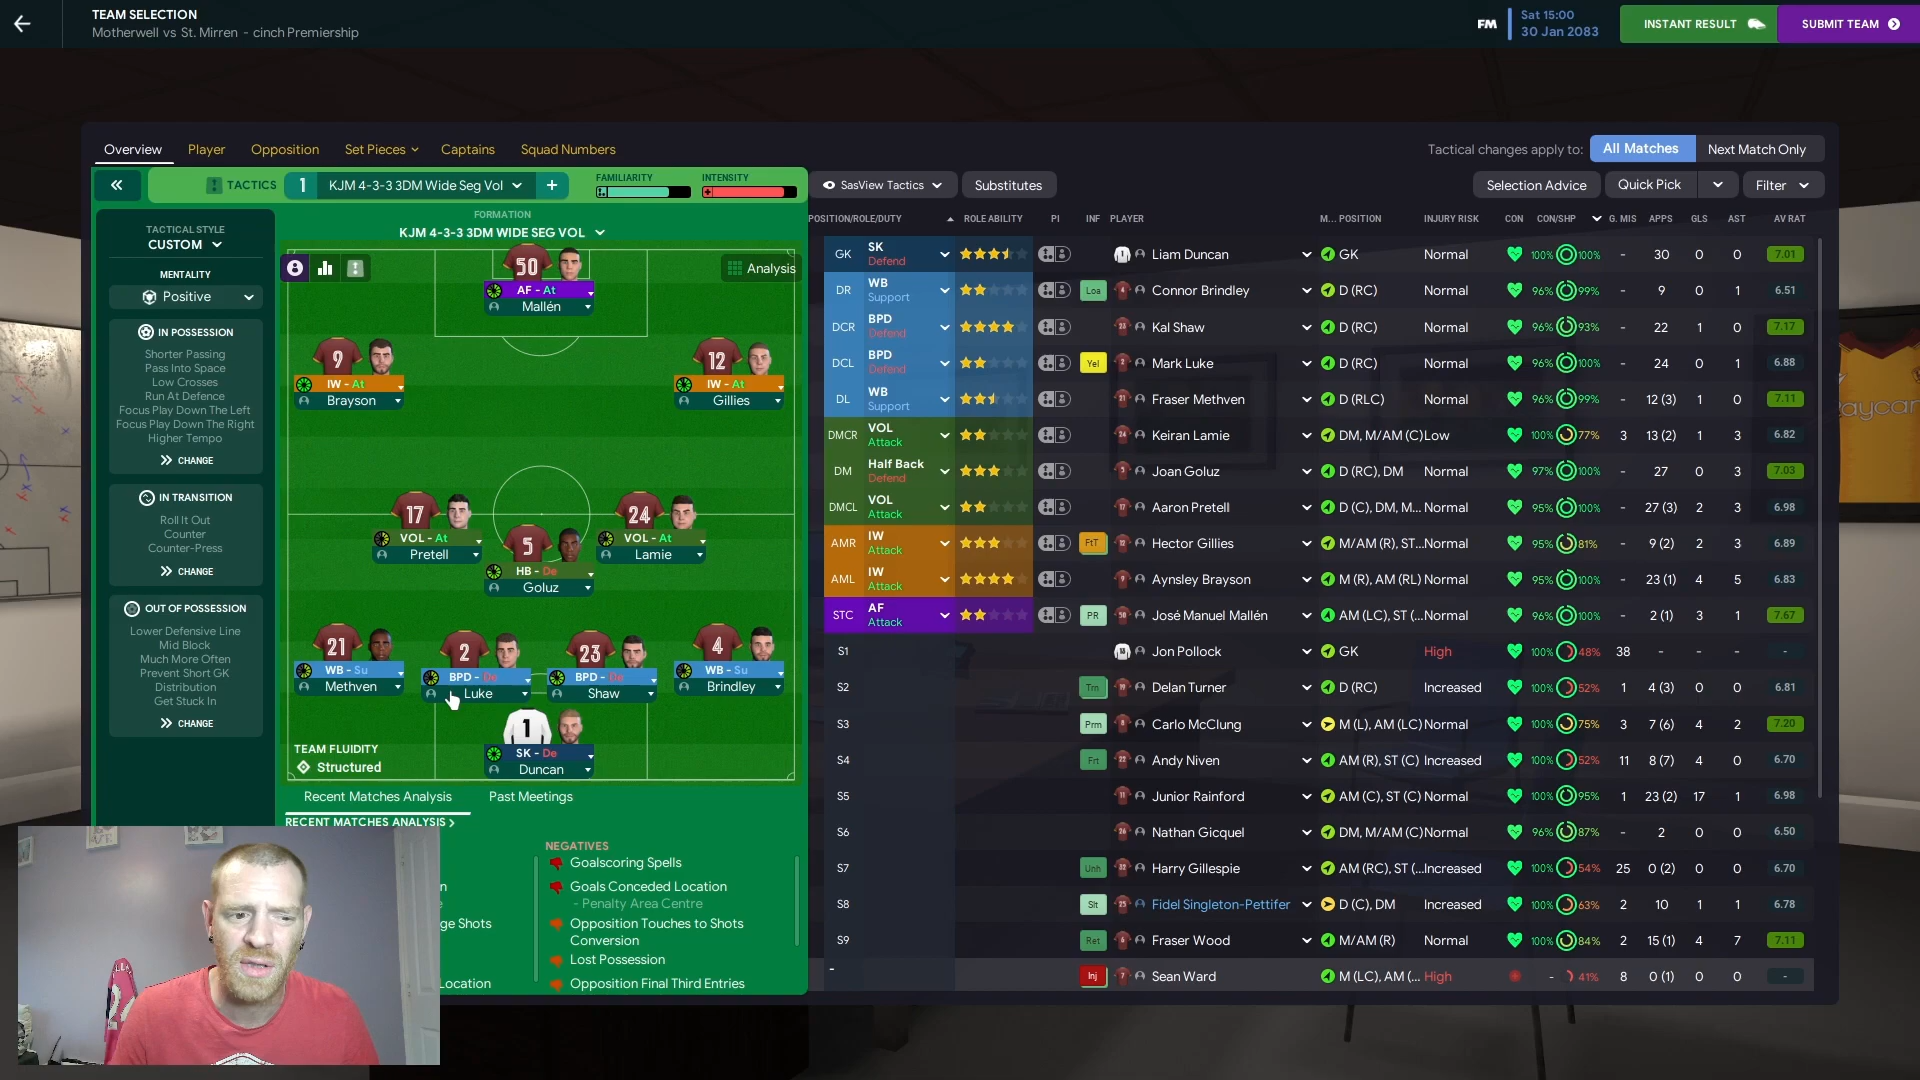 TEAM SELECTION
Motherwell vs St. Mirren - cinch Premiership
FM
Sat 15:00
30 Jan 2083
INSTANT RESULT
SUBMIT TEAM
Overview Player Opposition Set Pieces Captains Squad Numbers
Tactical changes apply to: All Matches Next Match Only
TACTICS 1 KJM 4-3-3 3DM Wide Seg Vol +
FAMILIARITY INTENSITY
SasView Tactics Substitutes
Selection Advice Quick Pick Filter
TACTICAL STYLE
CUSTOM
MENTALITY
Positive
IN POSSESSION
Shorter Passing
Pass Into Space
Low Crosses
Run At Defence
Focus Play Down The Left
Focus Play Down The Right
Higher Tempo
CHANGE
IN TRANSITION
Roll It Out
Counter
Counter-Press
CHANGE
OUT OF POSSESSION
Lower Defensive Line
Mid Block
Much More Often
Prevent Short GK
Distribution
Get Stuck In
CHANGE
FORMATION
KJM 4-3-3 3DM WIDE SEG VOL
Analysis
50
AF - At
Mallén
9 12
IW - At IW - At
Brayson Gillies
17 24
VOL - At VOL - At
Pretell Lamie
5
HB - De
Goluz
21 2 23 4
WB - Su BPD - De BPD - De WB - Su
Methven Luke Shaw Brindley
1
SK - De
Duncan
TEAM FLUIDITY
Structured
Recent Matches Analysis Past Meetings
RECENT MATCHES ANALYSIS
NEGATIVES
Goalscoring Spells
Goals Conceded Location
- Penalty Area Centre
ge Shots
Opposition Touches to Shots
Conversion
Lost Possession
Location
Opposition Final Third Entries
POSITION/ROLE/DUTY ROLE ABILITY PI INF PLAYER M... POSITION INJURY RISK CON CON/SHP G. MIS APPS GLS AST AV RAT
GK SK Defend Liam Duncan GK Normal 100% 100% - 30 0 0 7.01
DR WB Support Loa Connor Brindley D (RC) Normal 96% 99% - 9 0 1 6.51
DCR BPD Defend Kal Shaw D (RC) Normal 96% 93% - 22 1 0 7.17
DCL BPD Defend Yel Mark Luke D (RC) Normal 96% 100% - 24 0 1 6.88
DL WB Support Fraser Methven D (RLC) Normal 96% 99% - 12 (3) 1 0 7.11
DMCR VOL Attack Keiran Lamie DM, M/AM (C) Low 100% 77% 3 13 (2) 1 3 6.82
DM Half Back Defend Joan Goluz D (RC), DM Normal 97% 100% - 27 0 3 7.03
DMCL VOL Attack Aaron Pretell D (C), DM, M... Normal 95% 100% - 27 (3) 2 3 6.98
AMR IW Attack FtT Hector Gillies M/AM (R), ST... Normal 95% 81% - 9 (2) 2 3 6.89
AML IW Attack Aynsley Brayson M (R), AM (RL) Normal 95% 100% - 23 (1) 4 5 6.83
STC AF Attack PR José Manuel Mallén AM (LC), ST (... Normal 96% 100% - 2 (1) 3 1 7.67
S1 Jon Pollock GK High 100% 48% 38 - - - -
S2 Trn Delan Turner D (RC) Increased 100% 52% 1 4 (3) 0 0 6.81
S3 Prm Carlo McClung M (L), AM (LC) Normal 100% 75% 3 7 (6) 4 2 7.20
S4 Frt Andy Niven AM (R), ST (C) Increased 100% 52% 11 8 (7) 4 0 6.70
S5 Junior Rainford AM (C), ST (C) Normal 100% 95% 1 23 (2) 17 1 6.98
S6 Nathan Gicquel DM, M/AM (C) Normal 96% 87% - 2 0 0 6.50
S7 Unh Harry Gillespie AM (RC), ST (... Increased 100% 54% 25 0 (2) 0 0 6.70
S8 Slt Fidel Singleton-Pettifer D (C), DM Increased 100% 63% 2 10 1 1 6.78
S9 Ret Fraser Wood M/AM (R) Normal 100% 84% 2 15 (1) 4 7 7.11
- Inj Sean Ward M (LC), AM (... High - 41% 8 0 (1) 0 0 -